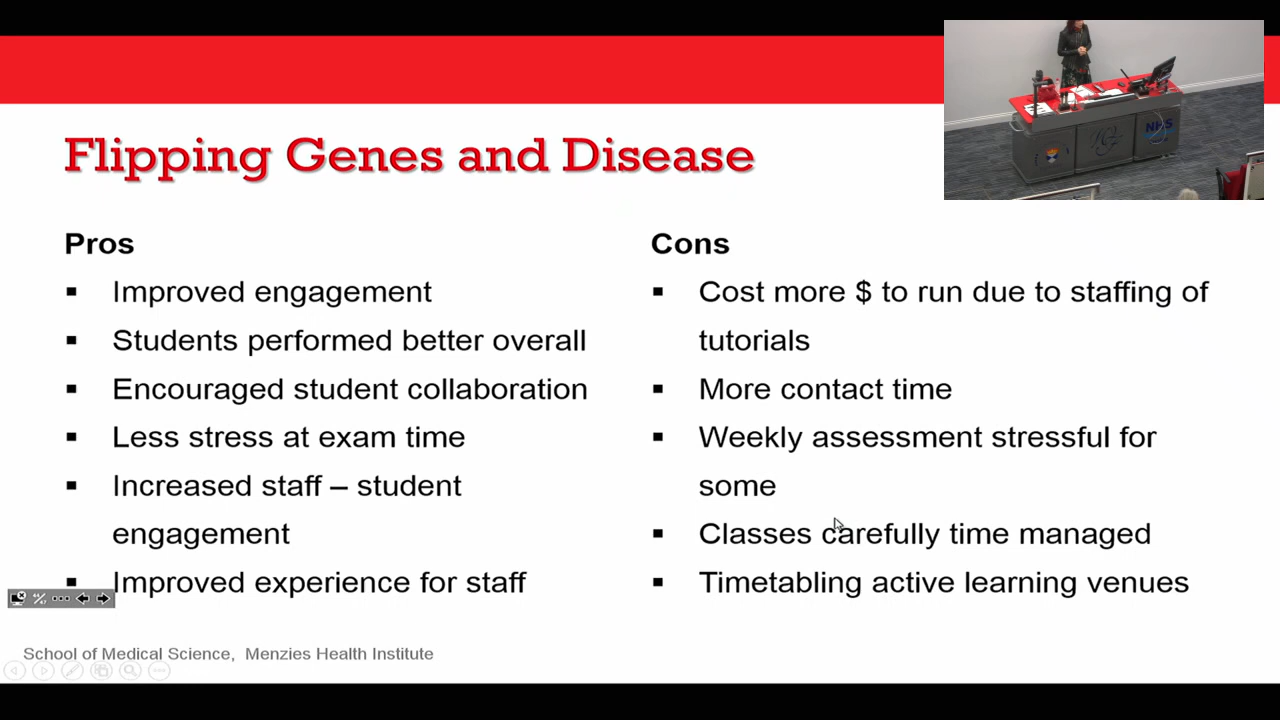 Flipping Genes and Disease
Pros
▪ Improved engagement
▪ Students performed better overall
▪ Encouraged student collaboration
▪ Less stress at exam time
▪ Increased staff – student
engagement
▪ Improved experience for staff
Cons
▪ Cost more $ to run due to staffing of
tutorials
▪ More contact time
▪ Weekly assessment stressful for
some
▪ Classes carefully time managed
▪ Timetabling active learning venues
School of Medical Science, Menzies Health Institute
NHS